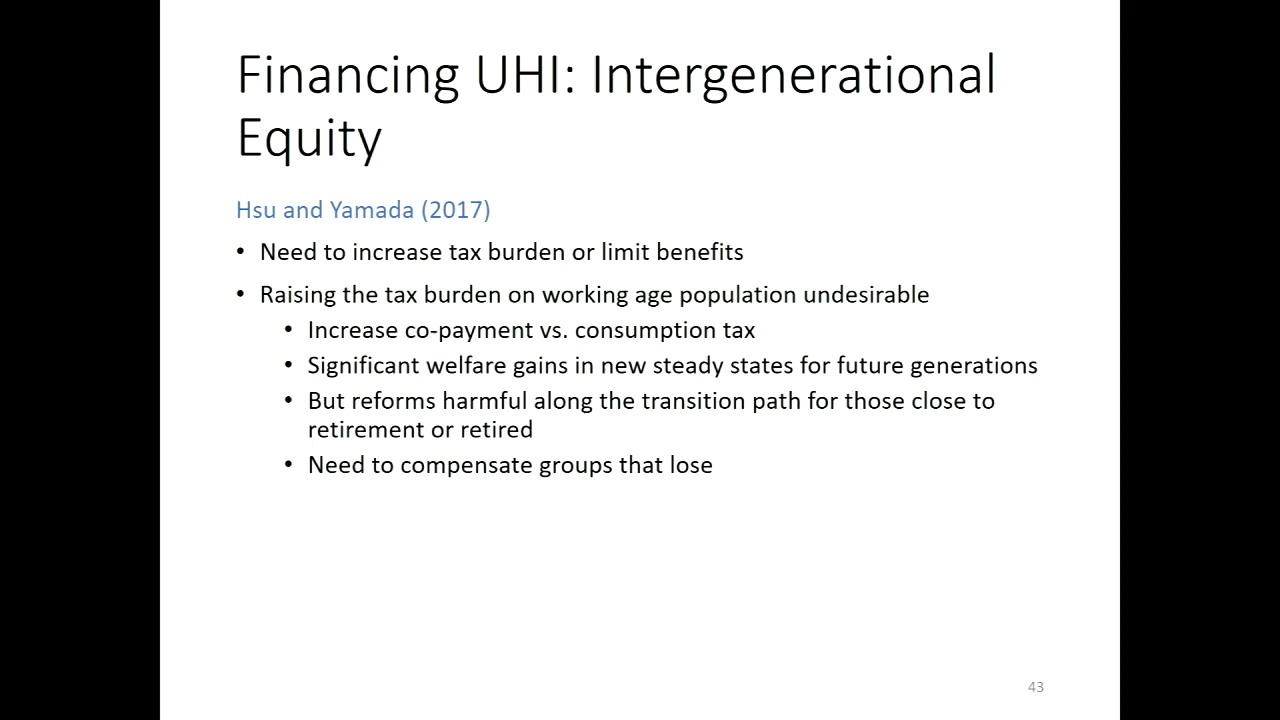 Financing UHI: Intergenerational
Equity
Hsu and Yamada (2017)
• Need to increase tax burden or limit benefits
• Raising the tax burden on working age population undesirable
• Increase co-payment vs. consumption tax
• Significant welfare gains in new steady states for future generations
• But reforms harmful along the transition path for those close to
retirement or retired
• Need to compensate groups that lose
43